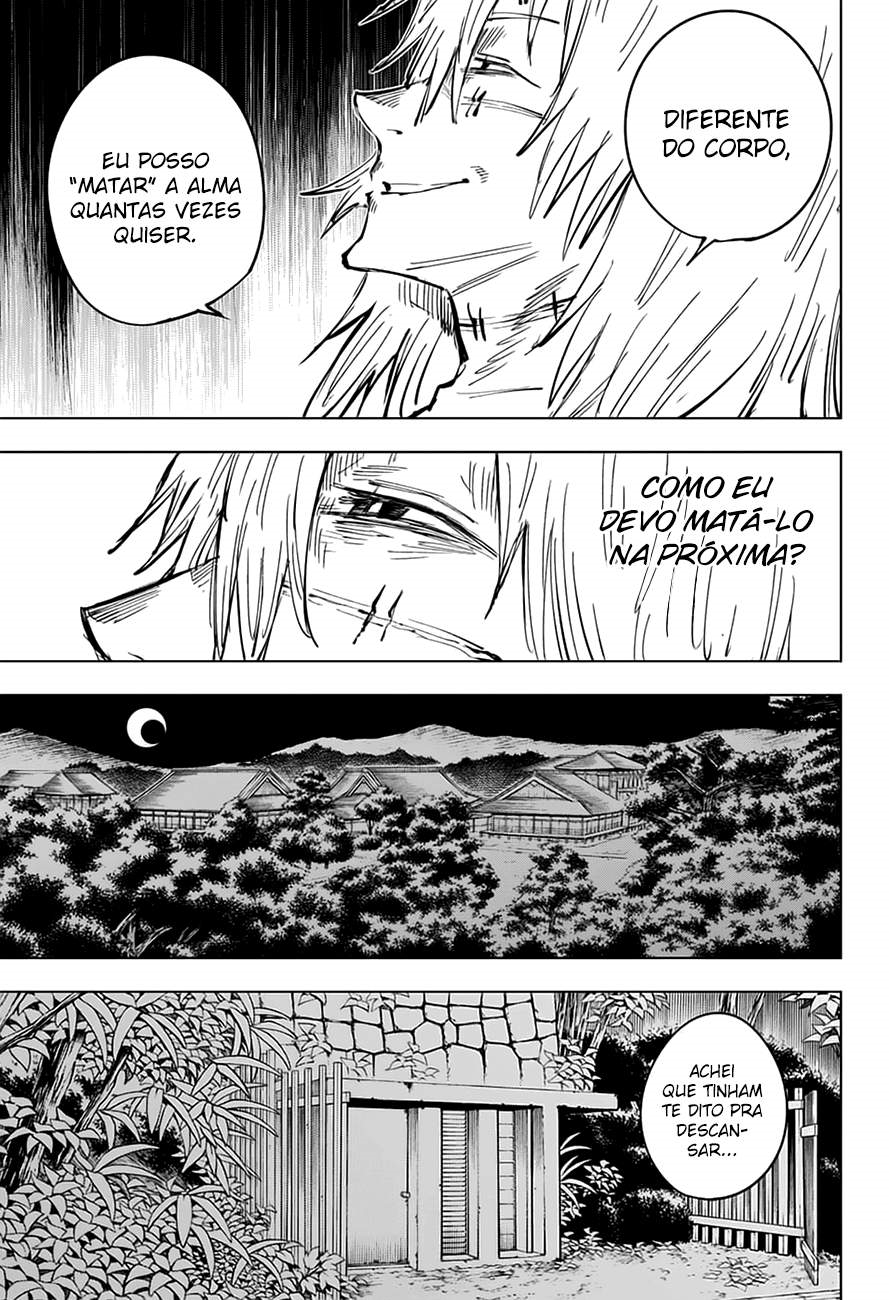 DIFERENTE
DO CORPO,
EU POSSO
"MATAR" A ALMA
QUANTAS VEZES
QUISER.
COMO EU
DEVO MATÁ-LO
NA PRÓXIMA?
ACHEI
QUE TINHAM
TE DITO PRA
DESCAN-
SAR...